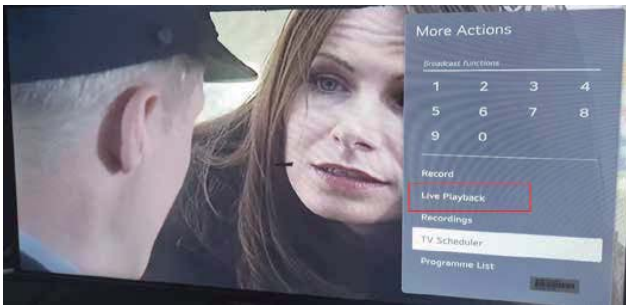 More Actions
Broadcast functions
1 2 3 4
5 6 7 8
9 0
Record
Live Playback
Recordings
TV Scheduler
Programme List